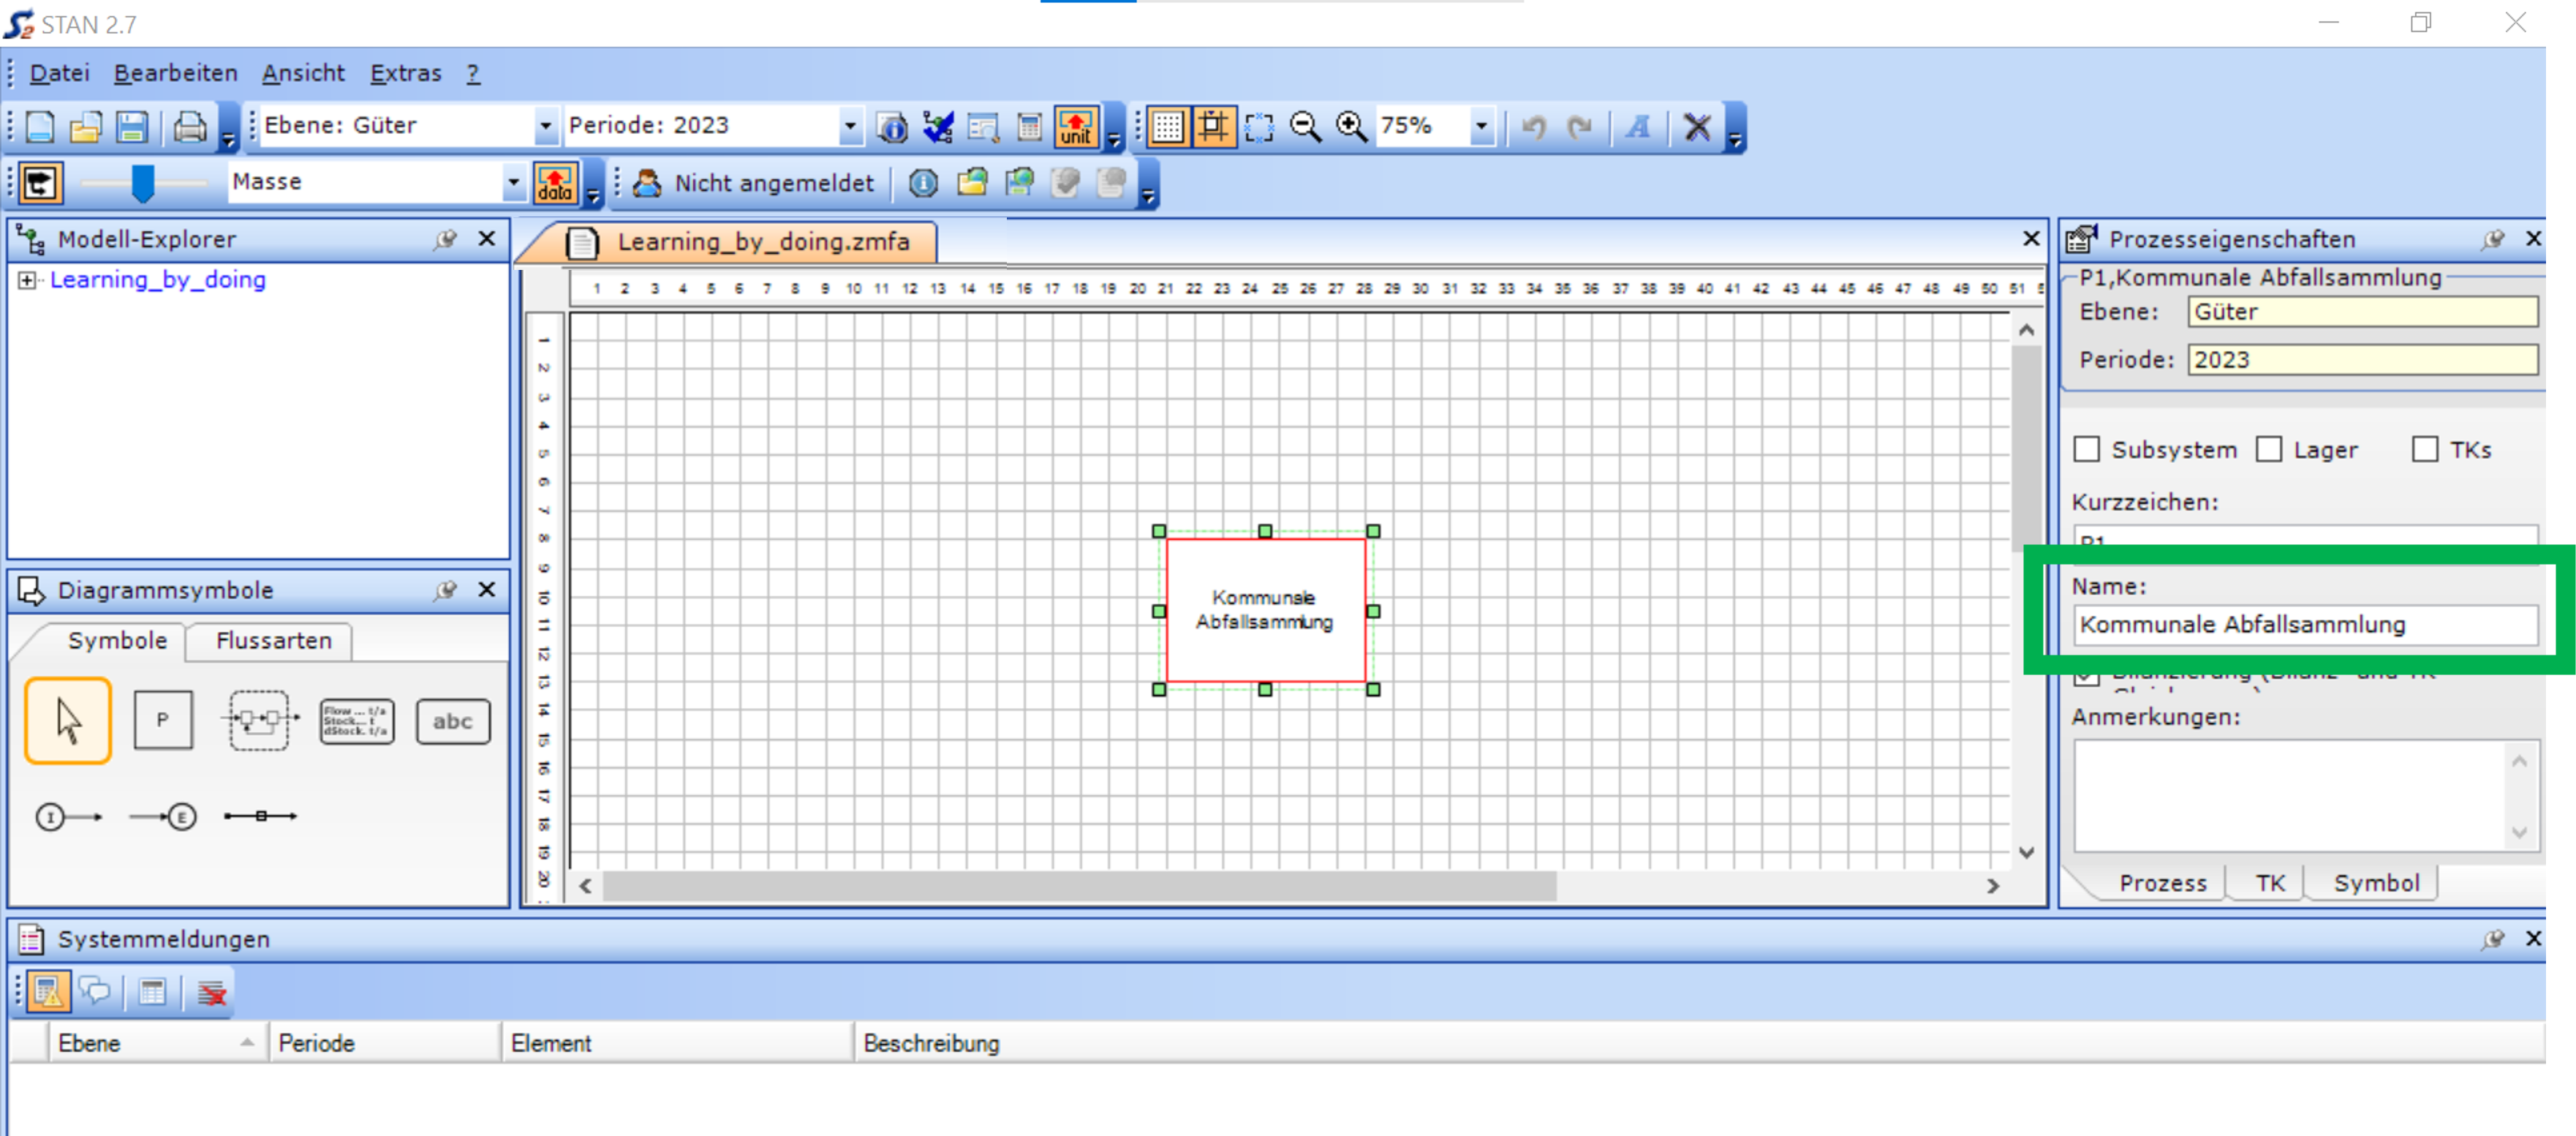 STAN 2.7
Datei Bearbeiten Ansicht Extras ?
Ebene: Güter Periode: 2023 unit 75% A
Masse data Nicht angemeldet
Modell-Explorer
Learning_by_doing
Learning_by_doing.zmfa
1 2 3 4 5 6 7 8 9 10 11 12 13 14 15 16 17 18 19 20 21 22 23 24 25 26 27 28 29 30 31 32 33 34 35 36 37 38 39 40 41 42 43 44 45 46 47 48 49 50 51
1
2
3
4
5
6
7
8
9
10
11
12
13
14
15
16
17
18
19
20
Kommunale
Abfallsammlung
Diagrammsymbole
Symbole Flussarten
P
Flow ... t/a
Stock... t
dStock. t/a
abc
I E
Prozesseigenschaften
P1,Kommunale Abfallsammlung
Ebene: Güter
Periode: 2023
Subsystem Lager TKs
Kurzzeichen:
P1
Name:
Kommunale Abfallsammlung
Anmerkungen:
Prozess TK Symbol
Systemmeldungen
Ebene Periode Element Beschreibung